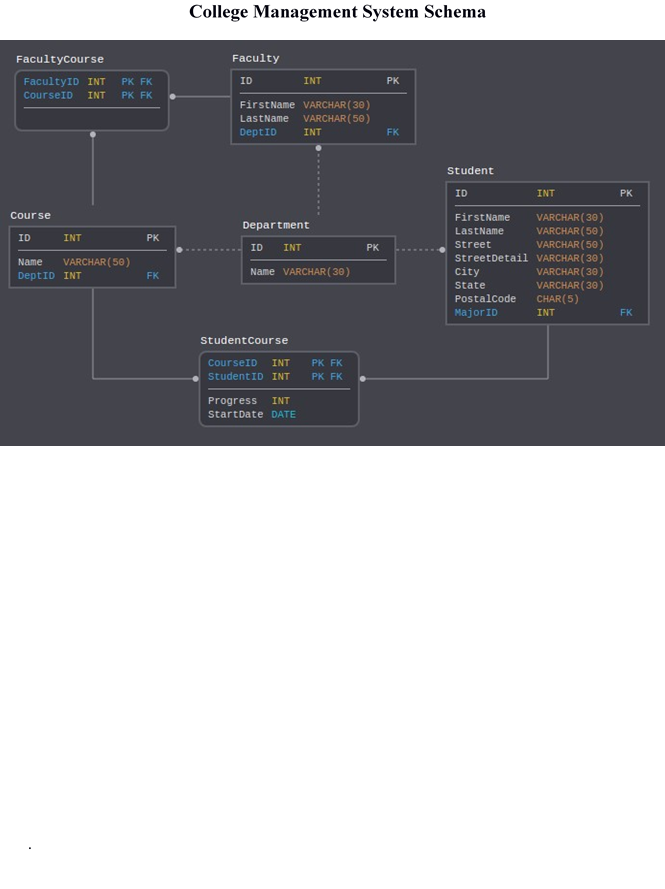 College Management System Schema
FacultyCourse
FacultyID INT PK FK
CourseID INT PK FK
Faculty
ID INT PK
FirstName VARCHAR(30)
LastName VARCHAR(50)
DeptID INT FK
Student
ID INT PK
FirstName VARCHAR(30)
LastName VARCHAR(50)
Street VARCHAR(50)
StreetDetail VARCHAR(30)
City VARCHAR(30)
State VARCHAR(30)
PostalCode CHAR(5)
MajorID INT FK
Course
ID INT PK
Name VARCHAR(50)
DeptID INT FK
Department
ID INT PK
Name VARCHAR(30)
StudentCourse
CourseID INT PK FK
StudentID INT PK FK
Progress INT
StartDate DATE
.